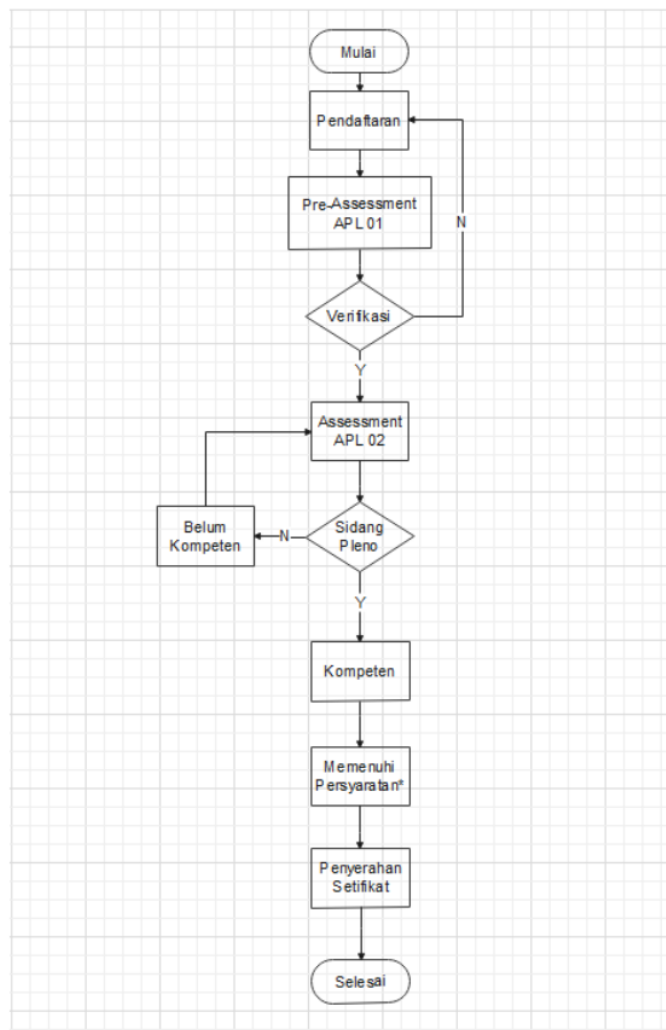 Mulai
Pendaftaran
Pre-Assessment
APL 01
N
Verifikasi
Y
Assessment
APL 02
Belum
Kompeten
N
Sidang
Pleno
Y
Kompeten
Memenuhi
Persyaratan*
Penyerahan
Setifikat
Selesai